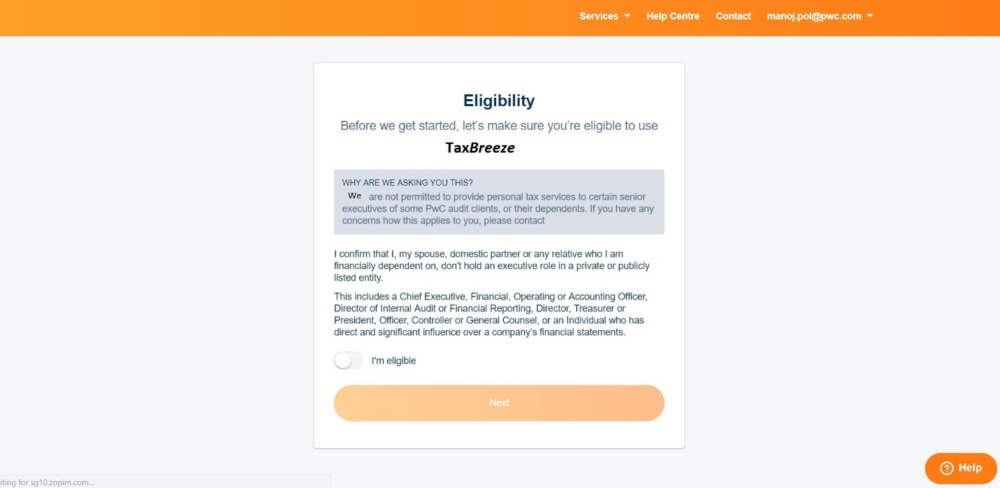 Services Help Centre Contact manoj.pol@pwc.com
Eligibility
Before we get started, let's make sure you're eligible to use
TaxBreeze
WHY ARE WE ASKING YOU THIS?
We are not permitted to provide personal tax services to certain senior
executives of some PwC audit clients, or their dependents. If you have any
concerns how this applies to you, please contact
I confirm that I, my spouse, domestic partner or any relative who I am
financially dependent on, don't hold an executive role in a private or publicly
listed entity.
This includes a Chief Executive, Financial, Operating or Accounting Officer,
Director of Internal Audit or Financial Reporting, Director, Treasurer or
President, Officer, Controller or General Counsel, or an Individual who has
direct and significant influence over a company's financial statements.
I'm eligible
Next
Help
iting for sg10.zopim.com...